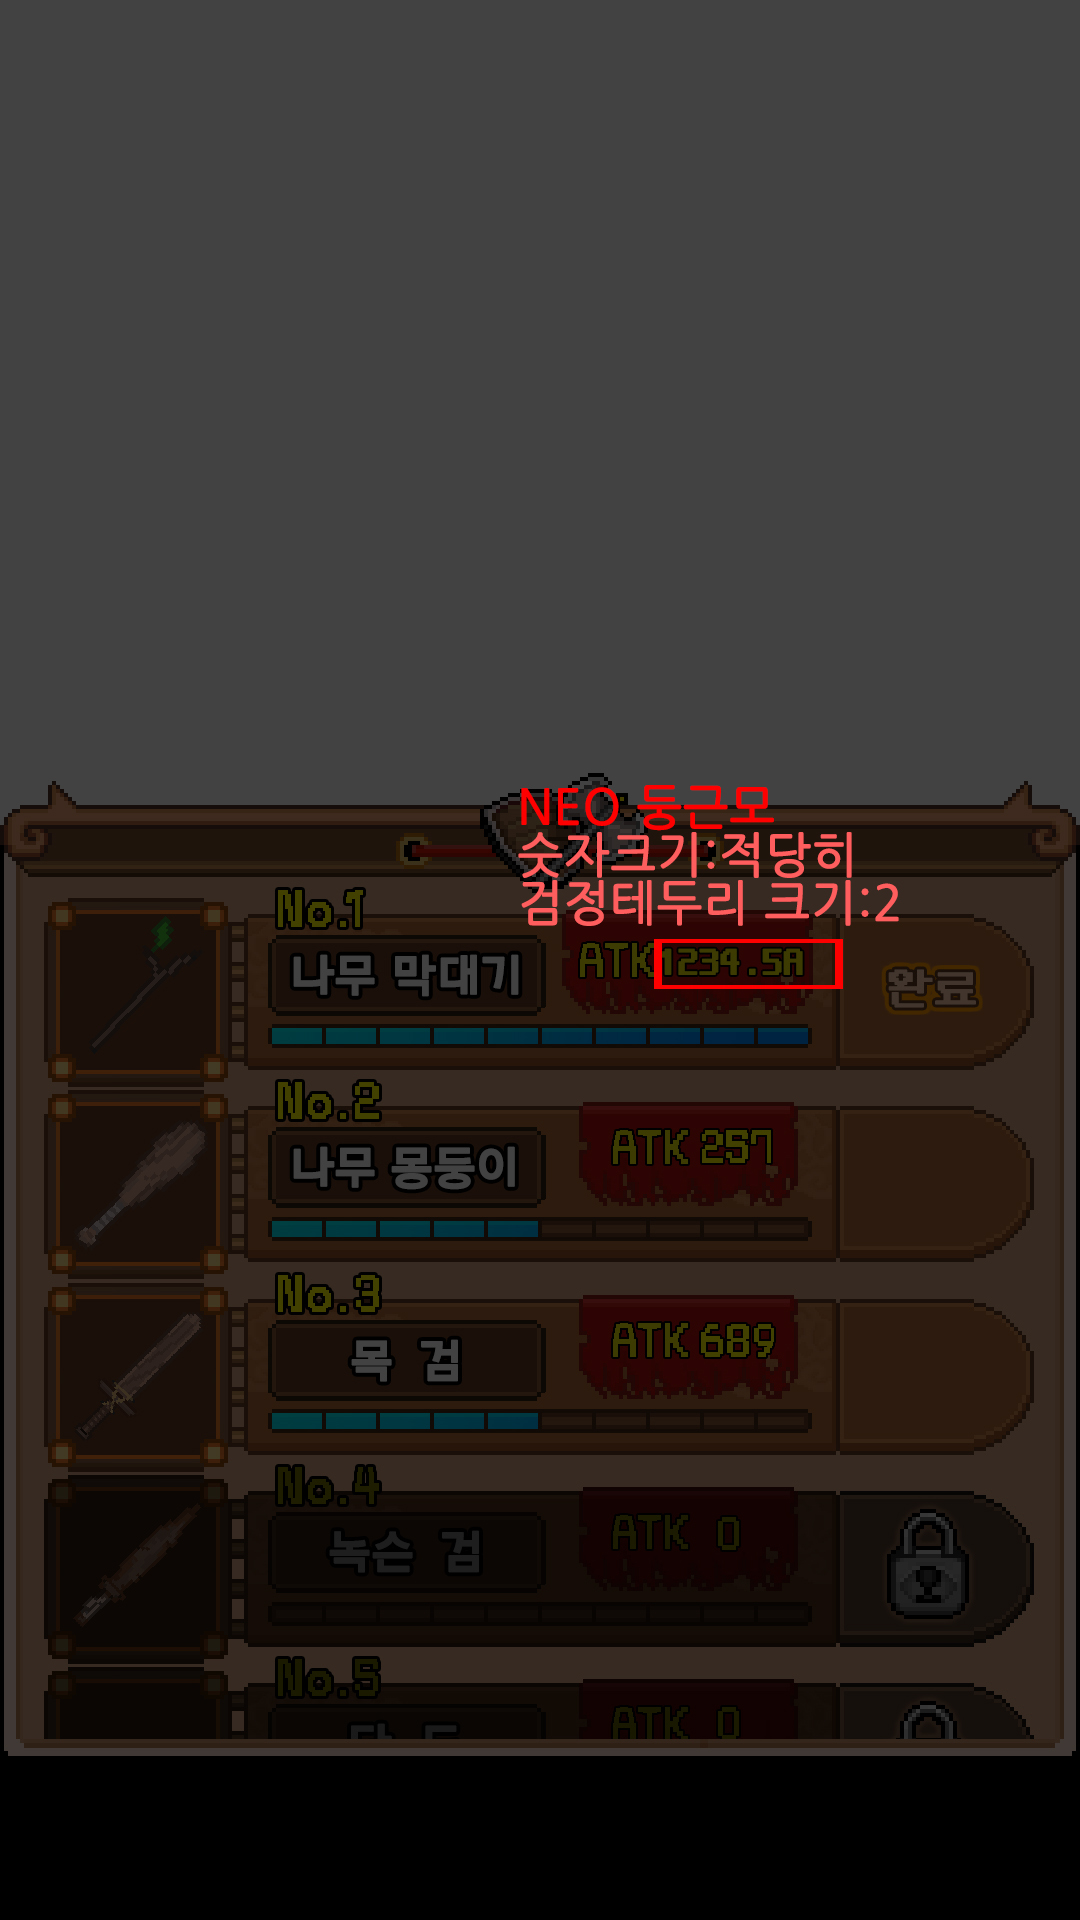 NEO 둥근모
숫자크기:적당히
검정테두리 크기:2
No.1
나무 막대기
ATK 1234.5A
완료
No.2
나무 몽둥이
ATK 257
No.3
목 검
ATK 689
No.4
녹슨 검
ATK 0
No.5
ATK 0